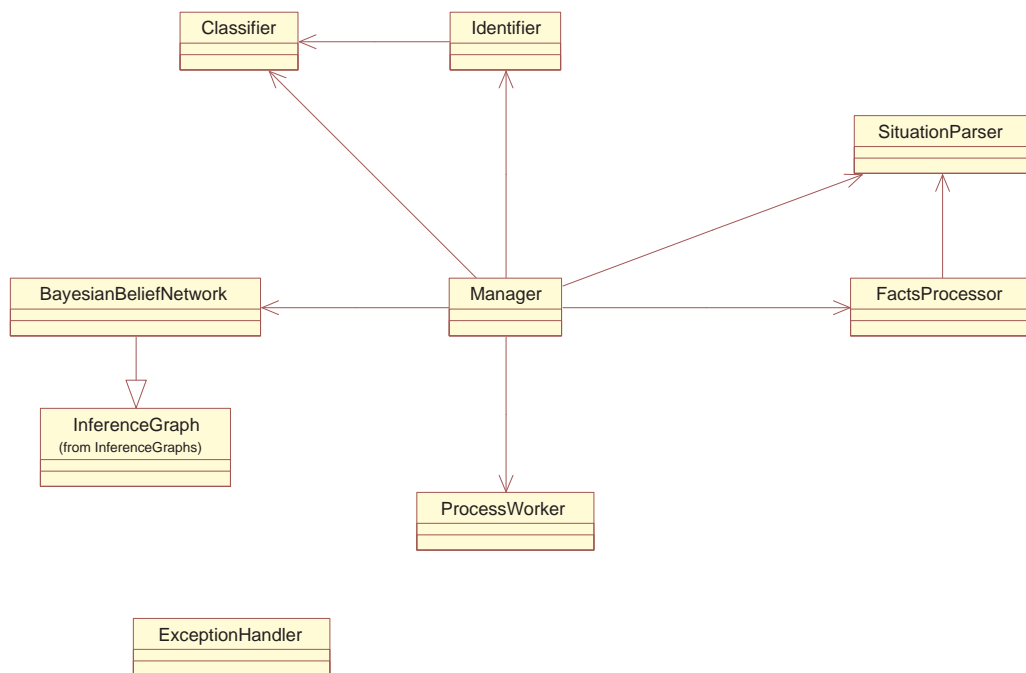 Classifier
Identifier
SituationParser
BayesianBeliefNetwork
Manager
FactsProcessor
InferenceGraph
(from InferenceGraphs)
ProcessWorker
ExceptionHandler